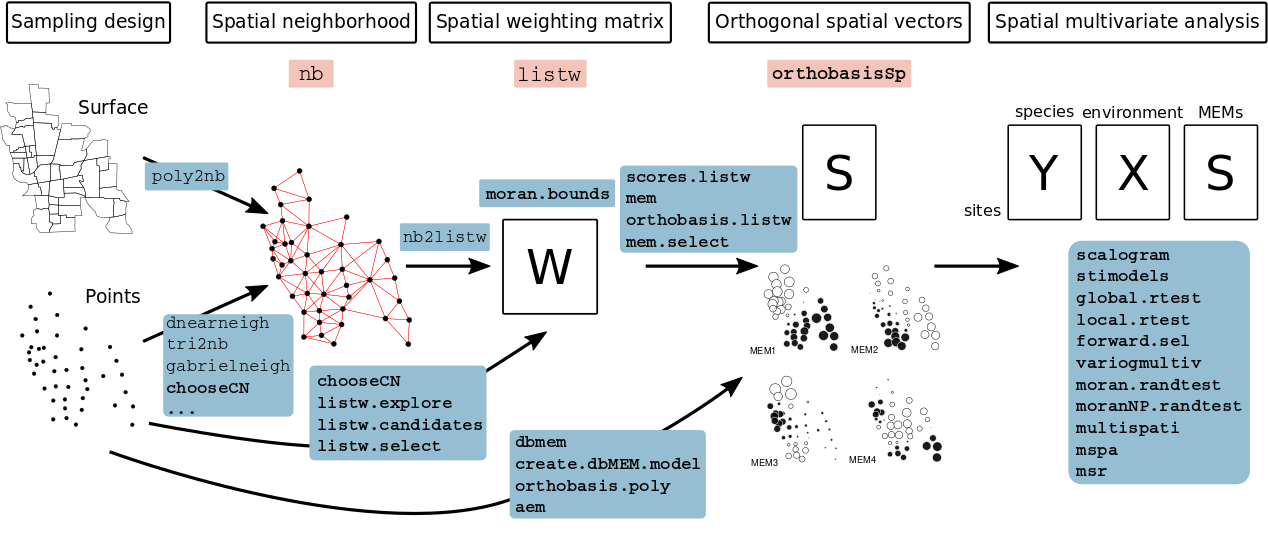 Sampling design
Spatial neighborhood
Spatial weighting matrix
Orthogonal spatial vectors
Spatial multivariate analysis
nb
listw
orthobasisSp
Surface
poly2nb
Points
dnearneigh
tri2nb
gabrielneigh
chooseCN
...
nb2listw
moran.bounds
W
chooseCN
listw.explore
listw.candidates
listw.select
scores.listw
mem
orthobasis.listw
mem.select
dbmem
create.dbMEM.model
orthobasis.poly
aem
S
MEM1
MEM2
MEM3
MEM4
species
environment
MEMs
sites
Y
X
S
scalogram
stimodels
global.rtest
local.rtest
forward.sel
variogmultiv
moran.randtest
moranNP.randtest
multispati
mspa
msr